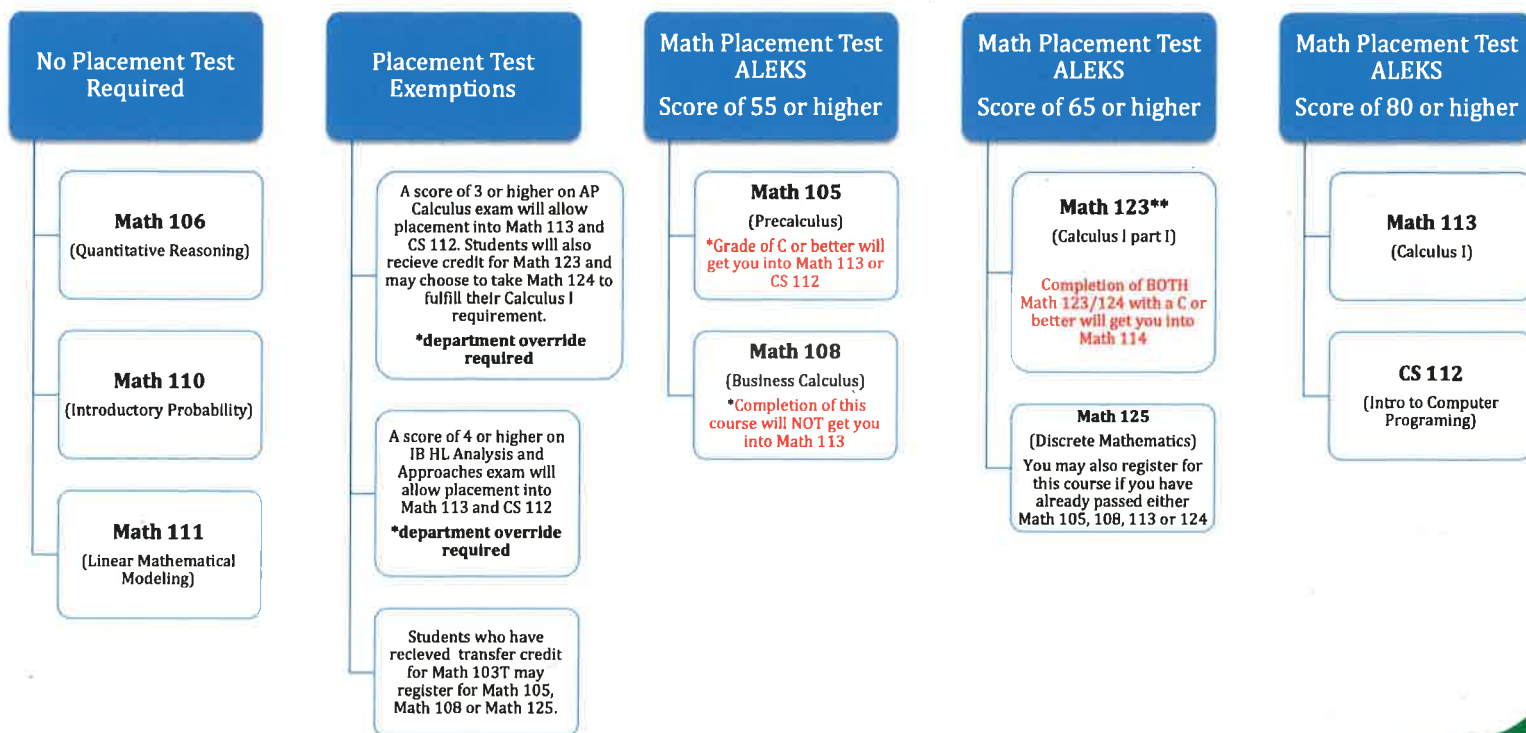 No Placement Test
Required
Math 106
(Quantitative Reasoning)
Math 110
(Introductory Probability)
Math 111
(Linear Mathematical
Modeling)
Placement Test
Exemptions
A score of 3 or higher on AP
Calculus exam will allow
placement into Math 113 and
CS 112. Students will also
recieve credit for Math 123 and
may choose to take Math 124 to
fulfill their Calculus I
requirement.
*department override
required
A score of 4 or higher on
IB HL Analysis and
Approaches exam will
allow placement into
Math 113 and CS 112
*department override
required
Students who have
recieved transfer credit
for Math 103T may
register for Math 105,
Math 108 or Math 125.
Math Placement Test
ALEKS
Score of 55 or higher
Math 105
(Precalculus)
*Grade of C or better will
get you into Math 113 or
CS 112
Math 108
(Business Calculus)
*Completion of this
course will NOT get you
into Math 113
Math Placement Test
ALEKS
Score of 65 or higher
Math 123**
(Calculus I part I)
Completion of BOTH
Math 123/124 with a C or
better will get you into
Math 114
Math 125
(Discrete Mathematics)
You may also register for
this course if you have
already passed either
Math 105, 108, 113 or 124
Math Placement Test
ALEKS
Score of 80 or higher
Math 113
(Calculus I)
CS 112
(Intro to Computer
Programing)